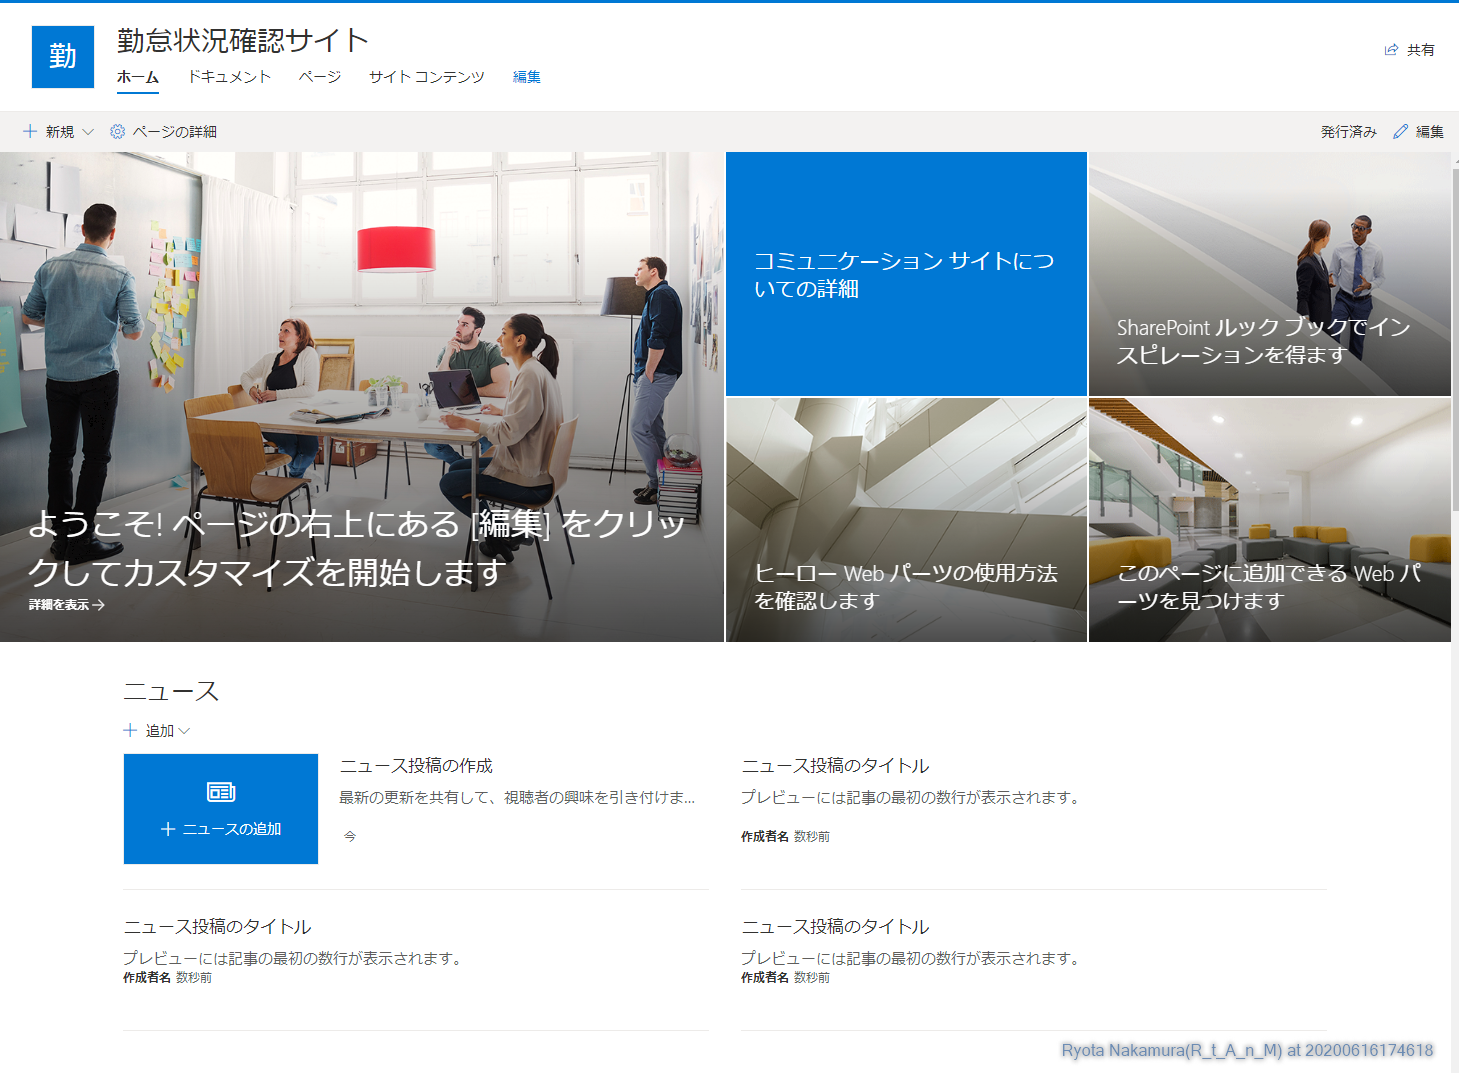 勤
勤怠状況確認サイト
ホーム ドキュメント ページ サイト コンテンツ 編集
共有
新規 ページの詳細
発行済み 編集
ようこそ! ページの右上にある [編集] をクリッ
クしてカスタマイズを開始します
詳細を表示
コミュニケーション サイトにつ
いての詳細
SharePoint ルック ブックでイン
スピレーションを得ます
ヒーロー Web パーツの使用方法
を確認します
このページに追加できる Web パ
ーツを見つけます
ニュース
追加
ニュースの追加
ニュース投稿の作成
最新の更新を共有して、視聴者の興味を引き付けま...
今
ニュース投稿のタイトル
プレビューには記事の最初の数行が表示されます。
作成者名 数秒前
ニュース投稿のタイトル
プレビューには記事の最初の数行が表示されます。
作成者名 数秒前
ニュース投稿のタイトル
プレビューには記事の最初の数行が表示されます。
作成者名 数秒前
Ryota Nakamura(R_t_A_n_M) at 20200616174618